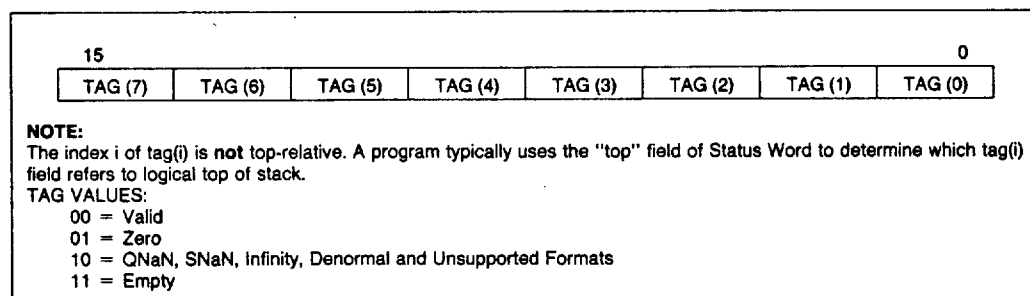 15 0
TAG (7) TAG (6) TAG (5) TAG (4) TAG (3) TAG (2) TAG (1) TAG (0)
NOTE:
The index i of tag(i) is not top-relative. A program typically uses the "top" field of Status Word to determine which tag(i)
field refers to logical top of stack.
TAG VALUES:
00 = Valid
01 = Zero
10 = QNaN, SNaN, Infinity, Denormal and Unsupported Formats
11 = Empty